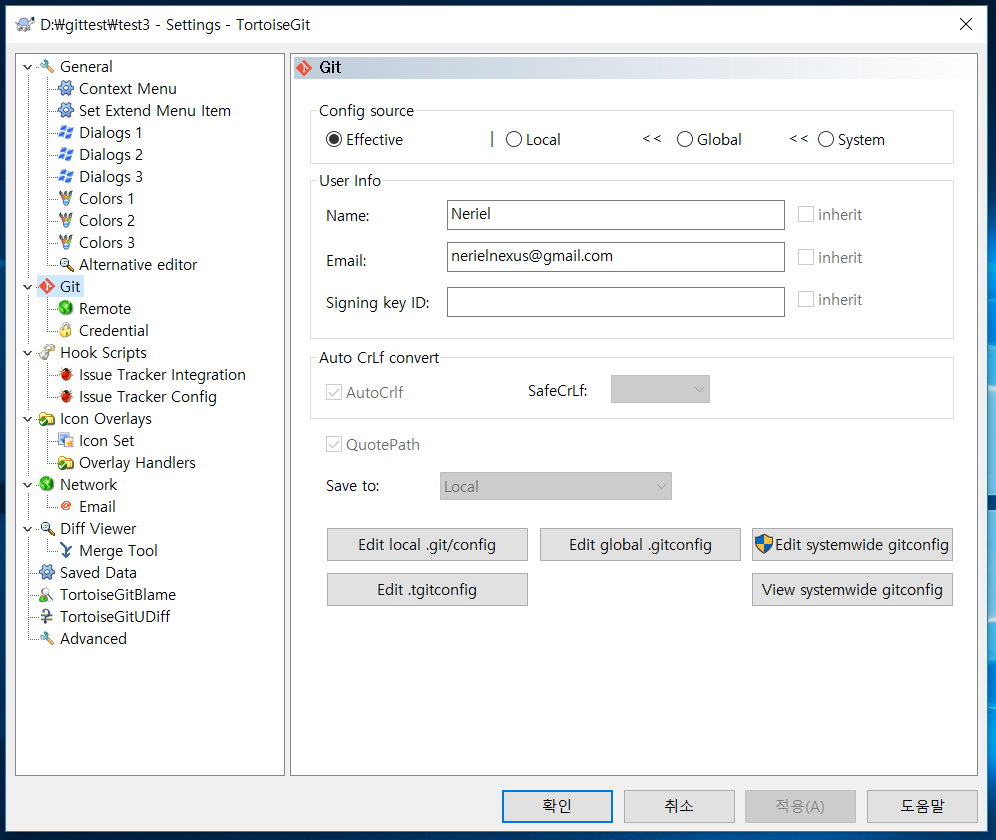 D:₩gittest₩test3 - Settings - TortoiseGit
General
Context Menu
Set Extend Menu Item
Dialogs 1
Dialogs 2
Dialogs 3
Colors 1
Colors 2
Colors 3
Alternative editor
Git
Remote
Credential
Hook Scripts
Issue Tracker Integration
Issue Tracker Config
Icon Overlays
Icon Set
Overlay Handlers
Network
Email
Diff Viewer
Merge Tool
Saved Data
TortoiseGitBlame
TortoiseGitUDiff
Advanced
Git
Config source
Effective | Local << Global << System
User Info
Name: Neriel inherit
Email: nerielnexus@gmail.com inherit
Signing key ID: inherit
Auto CrLf convert
AutoCrlf SafeCrLf:
QuotePath
Save to: Local
Edit local .git/config Edit global .gitconfig Edit systemwide gitconfig
Edit .tgitconfig View systemwide gitconfig
확인 취소 적용(A) 도움말